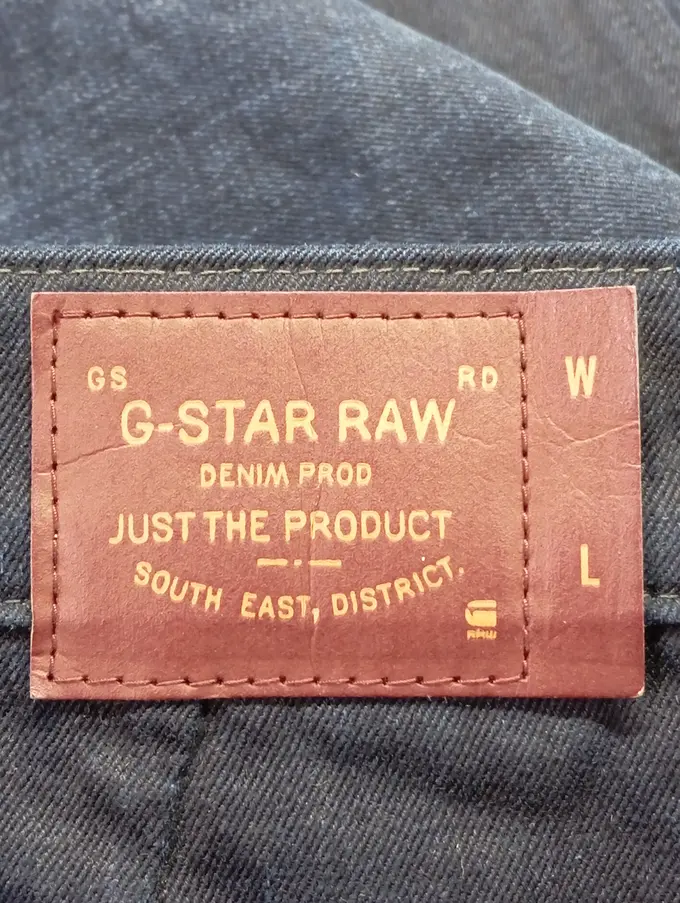 GS RD
G-STAR RAW
DENIM PROD
JUST THE PRODUCT
SOUTH EAST, DISTRICT.
RAW
W
L